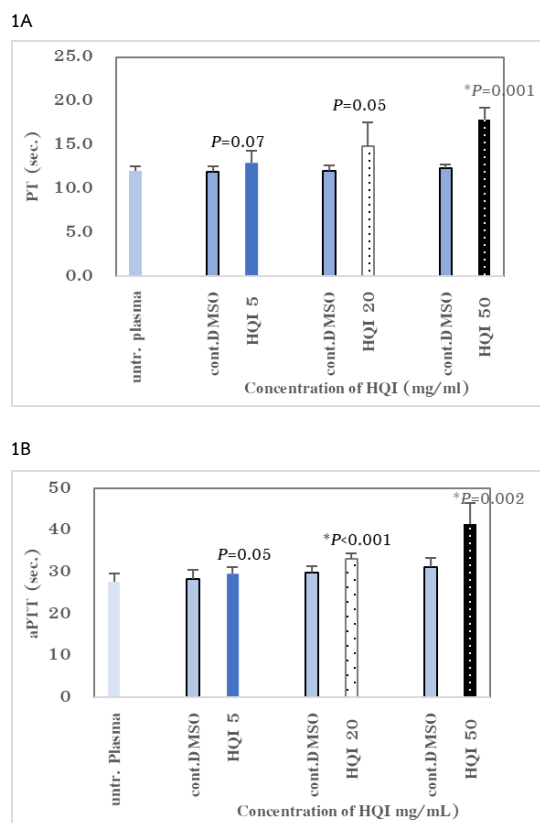 1A
25.0
20.0
15.0
10.0
5.0
0.0
PT (sec.)
P=0.07
P=0.05
*P=0.001
untr. plasma
cont.DMSO
HQI 5
cont.DMSO
HQI 20
cont.DMSO
HQI 50
Concentration of HQI (mg/ml)
1B
50
40
30
20
10
0
aPTT (sec.)
P=0.05
*P<0.001
*P=0.002
untr. Plasma
cont.DMSO
HQI 5
cont.DMSO
HQI 20
cont.DMSO
HQI 50
Concentration of HQI mg/mL)